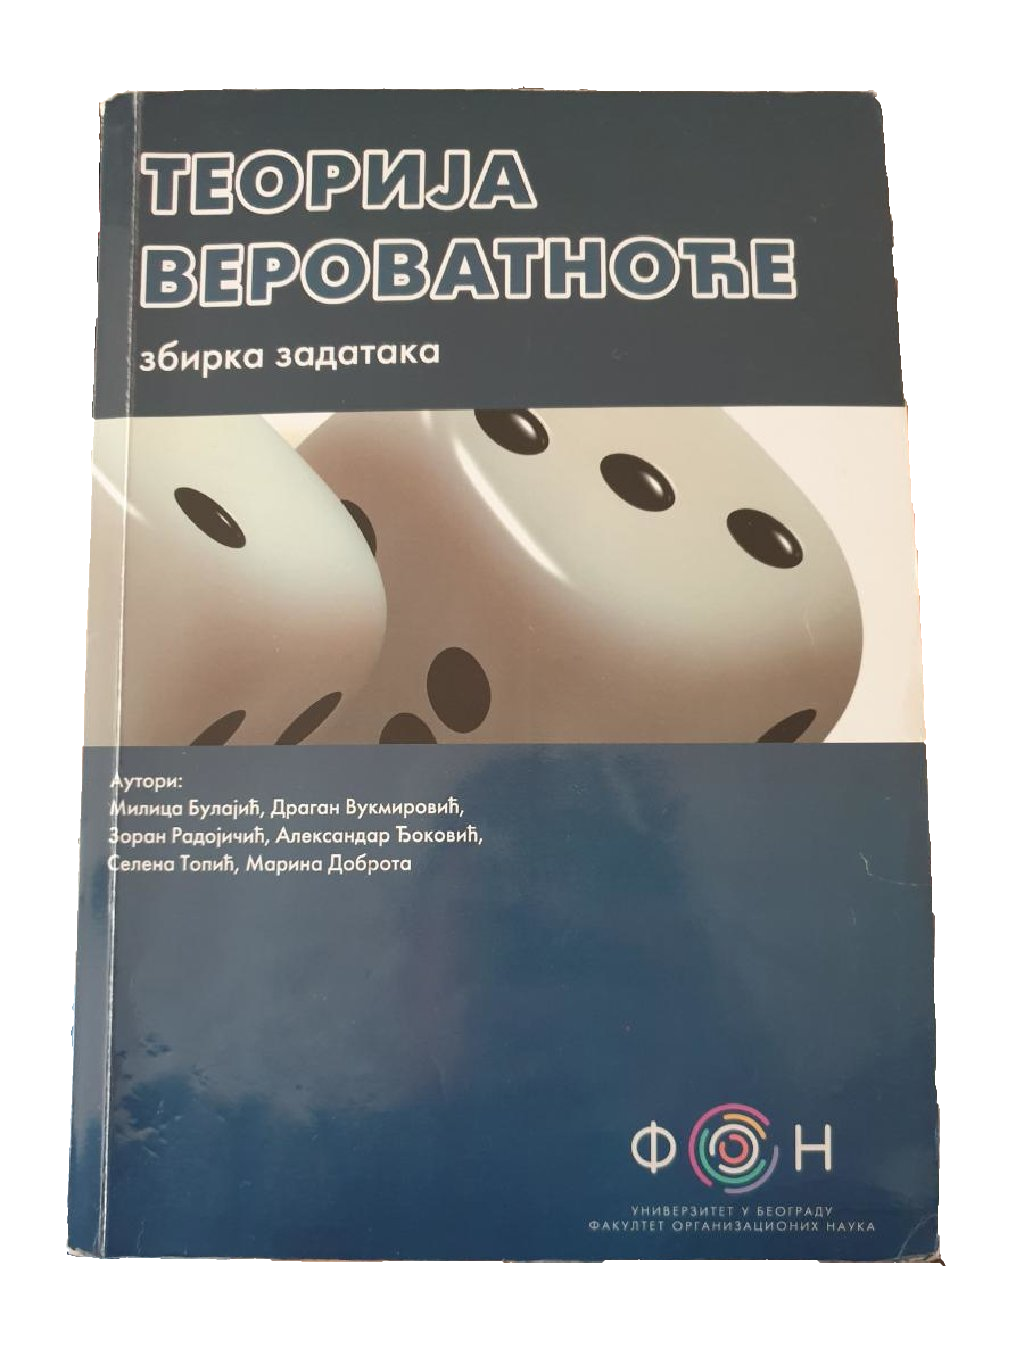 ТЕОРИЈА
ВЕРОВАТНОЋЕ
збирка задатака
Аутори:
Милица Булајић, Драган Вукмировић,
Зоран Радојичић, Александар Ђоковић,
Селена Топић, Марина Доброта
ФОН
УНИВЕРЗИТЕТ У БЕОГРАДУ
ФАКУЛТЕТ ОРГАНИЗАЦИОНИХ НАУКА